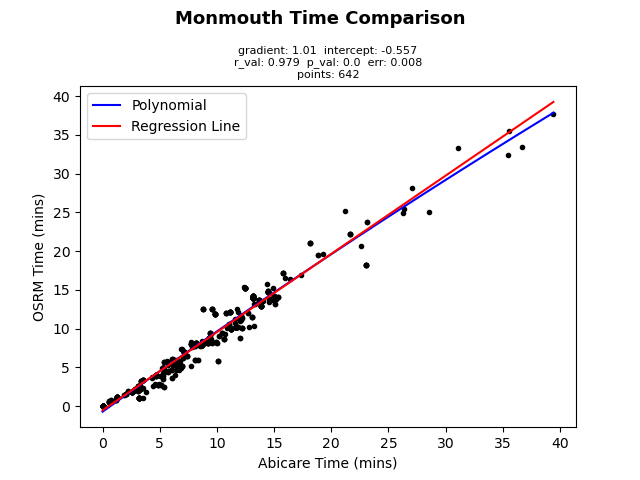 Monmouth Time Comparison
gradient: 1.01  intercept: -0.557
r_val: 0.979  p_val: 0.0  err: 0.008
points: 642
Polynomial
Regression Line
40
35
30
25
20
15
10
5
0
OSRM Time (mins)
0 5 10 15 20 25 30 35 40
Abicare Time (mins)